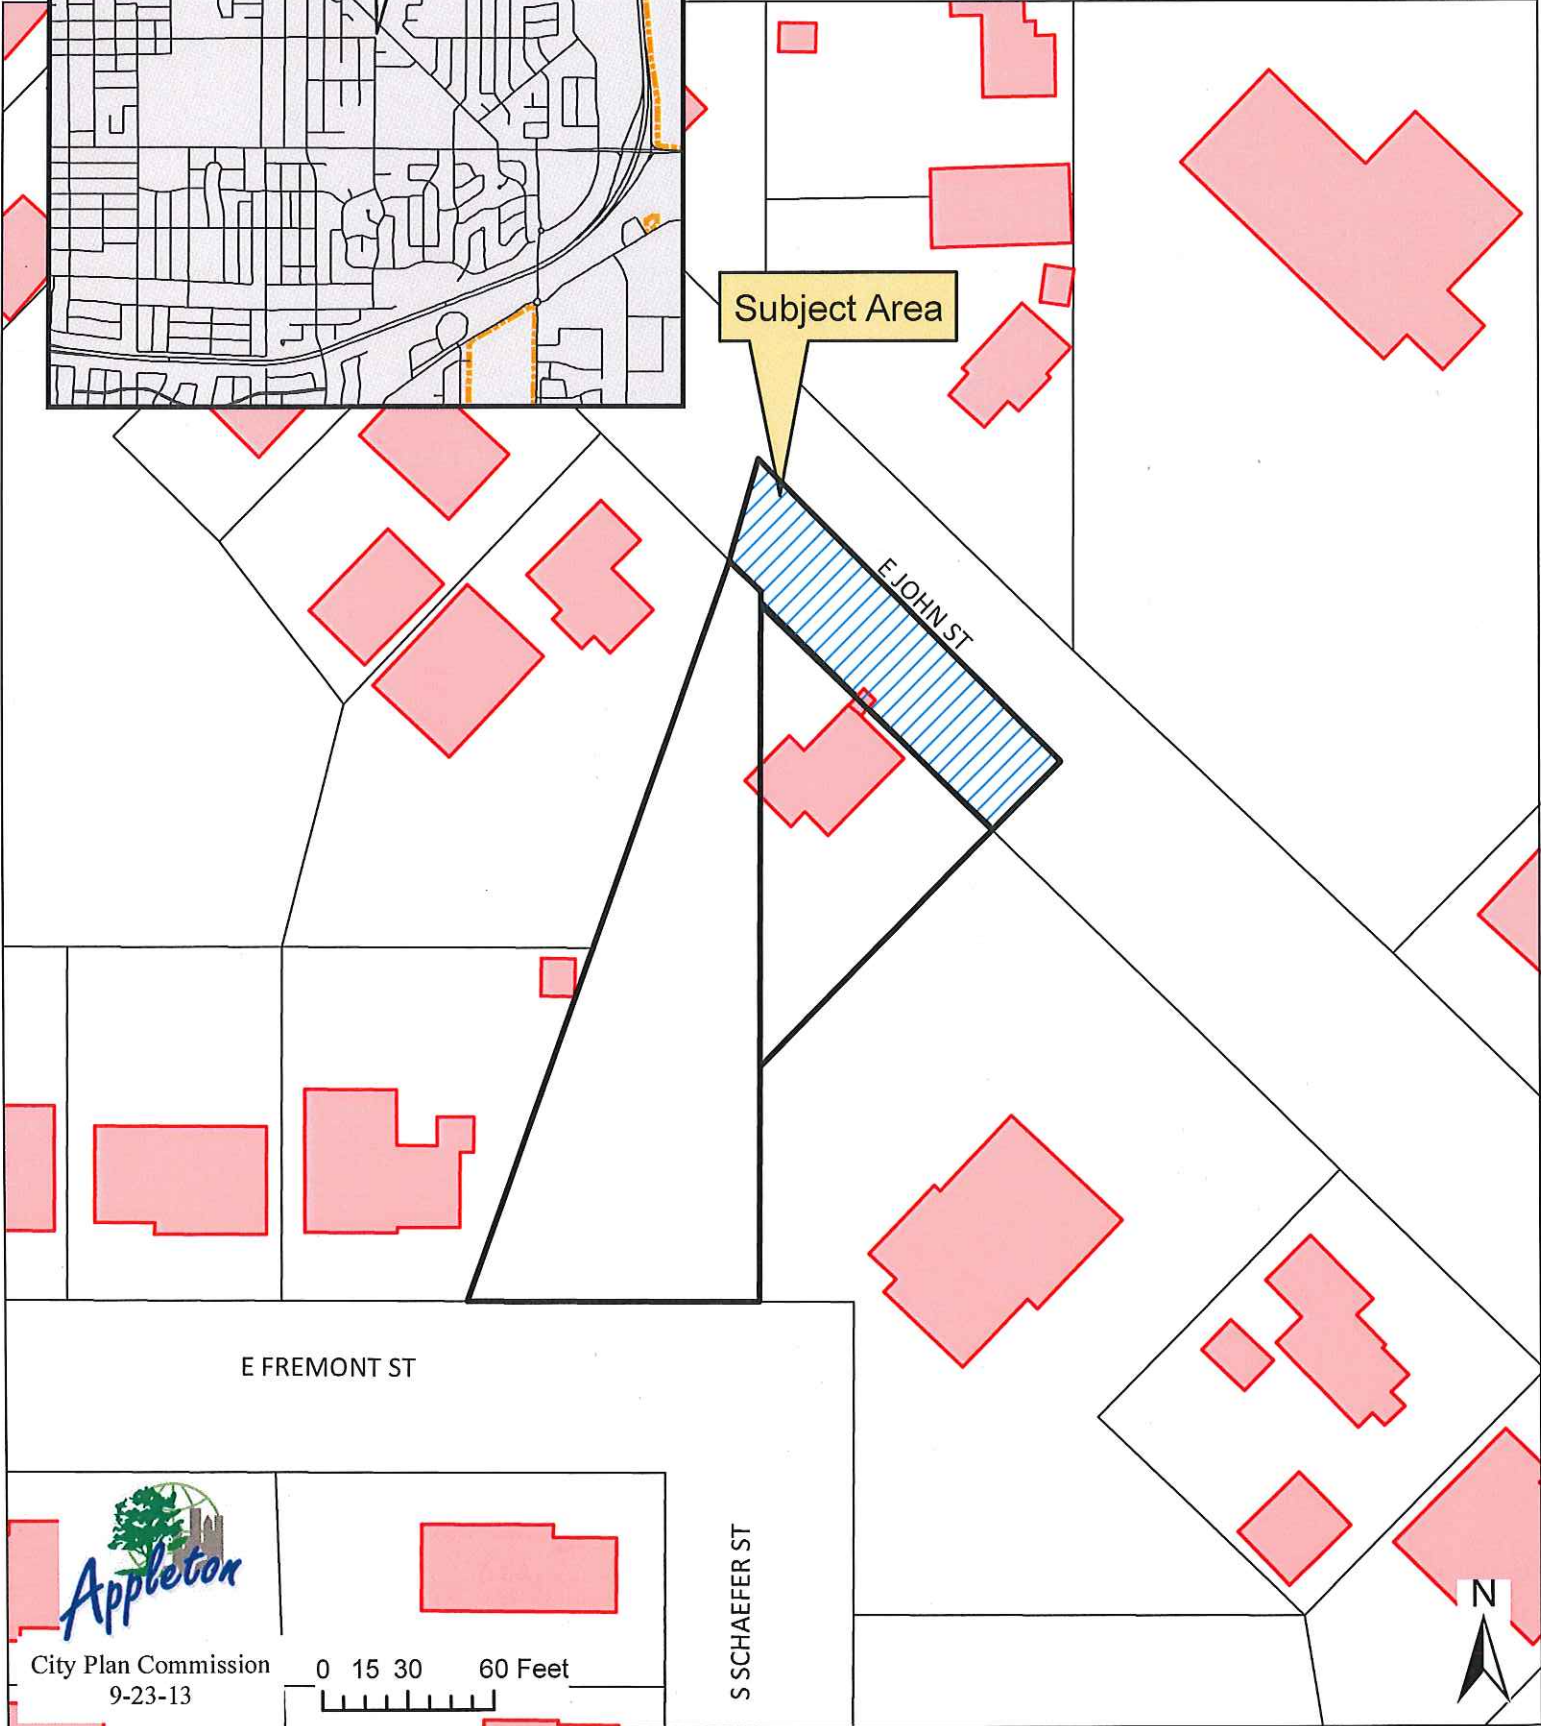 Subject Area
E JOHN ST
E FREMONT ST
S SCHAEFER ST
Appleton
City Plan Commission
9-23-13
0 15 30 60 Feet
N